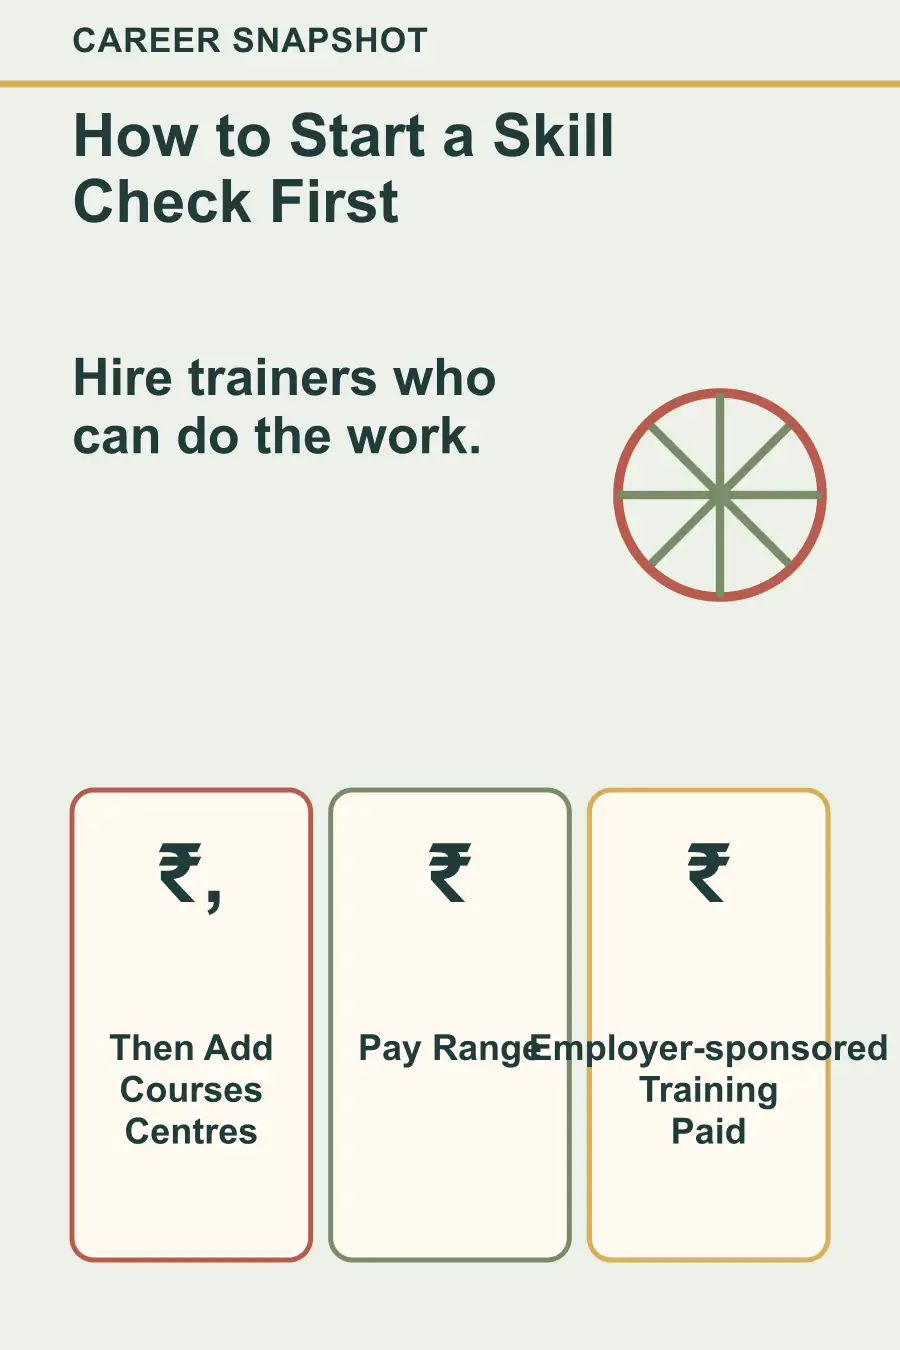 CAREER SNAPSHOT
How to Start a Skill
Check First
Hire trainers who
can do the work.
₹,
Then Add
Courses
Centres
₹
Pay Range
₹
Employer-sponsored
Training
Paid